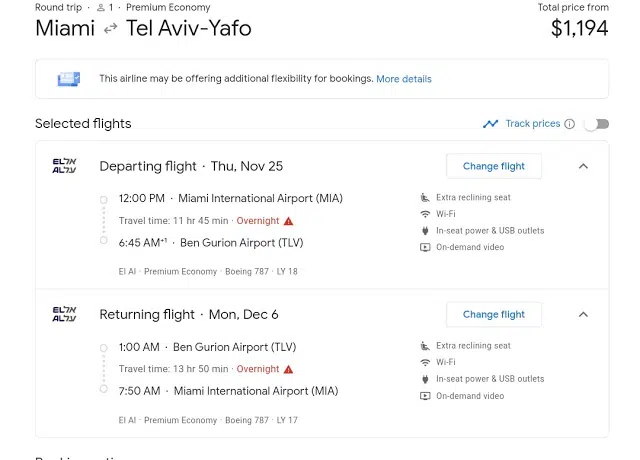 Round trip · 1 · Premium Economy
Total price from
Miami ↔ Tel Aviv-Yafo
$1,194
This airline may be offering additional flexibility for bookings. More details
Selected flights
Track prices
EL AL אל על
Departing flight · Thu, Nov 25
Change flight
12:00 PM · Miami International Airport (MIA)
Travel time: 11 hr 45 min · Overnight
6:45 AM+1 · Ben Gurion Airport (TLV)
El Al · Premium Economy · Boeing 787 · LY 18
Extra reclining seat
Wi-Fi
In-seat power & USB outlets
On-demand video
EL AL אל על
Returning flight · Mon, Dec 6
Change flight
1:00 AM · Ben Gurion Airport (TLV)
Travel time: 13 hr 50 min · Overnight
7:50 AM · Miami International Airport (MIA)
El Al · Premium Economy · Boeing 787 · LY 17
Extra reclining seat
Wi-Fi
In-seat power & USB outlets
On-demand video